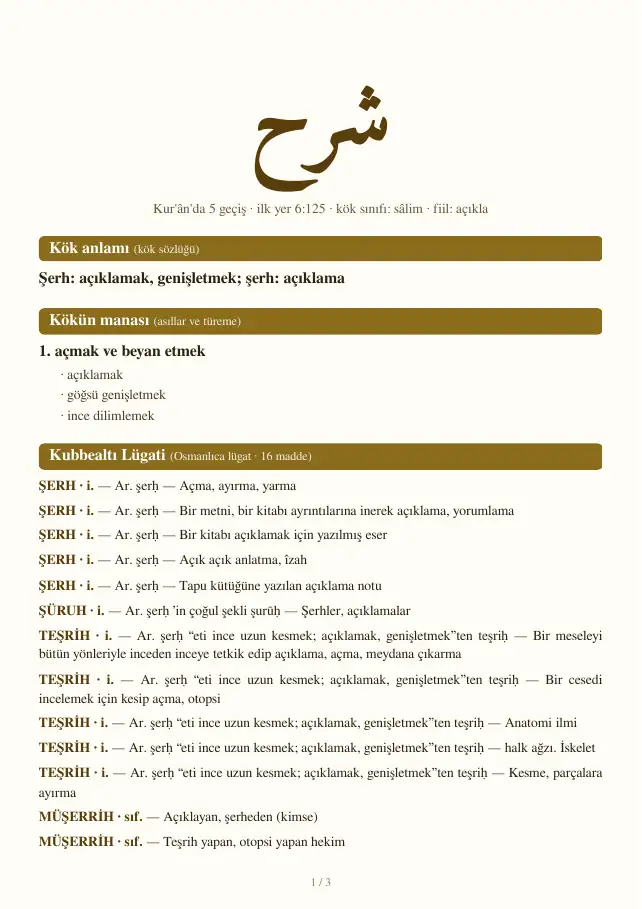 شرح
Kur'ân'da 5 geçiş · ilk yer 6:125 · kök sınıfı: sâlim · fiil: açıkla
Kök anlamı (kök sözlüğü)
Şerh: açıklamak, genişletmek; şerh: açıklama
Kökün manası (asıllar ve türeme)
1. açmak ve beyan etmek
· açıklamak
· göğsü genişletmek
· ince dilimlemek
Kubbealtı Lügati (Osmanlıca lügat · 16 madde)
ŞERH · i. — Ar. şerḥ — Açma, ayırma, yarma
ŞERH · i. — Ar. şerḥ — Bir metni, bir kitabı ayrıntılarına inerek açıklama, yorumlama
ŞERH · i. — Ar. şerḥ — Bir kitabı açıklamak için yazılmış eser
ŞERH · i. — Ar. şerḥ — Açık açık anlatma, îzah
ŞERH · i. — Ar. şerḥ — Tapu kütüğüne yazılan açıklama notu
ŞÜRUH · i. — Ar. şerḥ ’in çoğul şekli şurūḥ — Şerhler, açıklamalar
TEŞRİH · i. — Ar. şerḥ “eti ince uzun kesmek; açıklamak, genişletmek”ten teşriḥ — Bir meseleyi
bütün yönleriyle inceden inceye tetkik edip açıklama, açma, meydana çıkarma
TEŞRİH · i. — Ar. şerḥ “eti ince uzun kesmek; açıklamak, genişletmek”ten teşriḥ — Bir cesedi
incelemek için kesip açma, otopsi
TEŞRİH · i. — Ar. şerḥ “eti ince uzun kesmek; açıklamak, genişletmek”ten teşriḥ — Anatomi ilmi
TEŞRİH · i. — Ar. şerḥ “eti ince uzun kesmek; açıklamak, genişletmek”ten teşriḥ — halk ağzı. İskelet
TEŞRİH · i. — Ar. şerḥ “eti ince uzun kesmek; açıklamak, genişletmek”ten teşriḥ — Kesme, parçalara
ayırma
MÜŞERRİH · sıf. — Açıklayan, şerheden (kimse)
MÜŞERRİH · sıf. — Teşrih yapan, otopsi yapan hekim
1 / 3